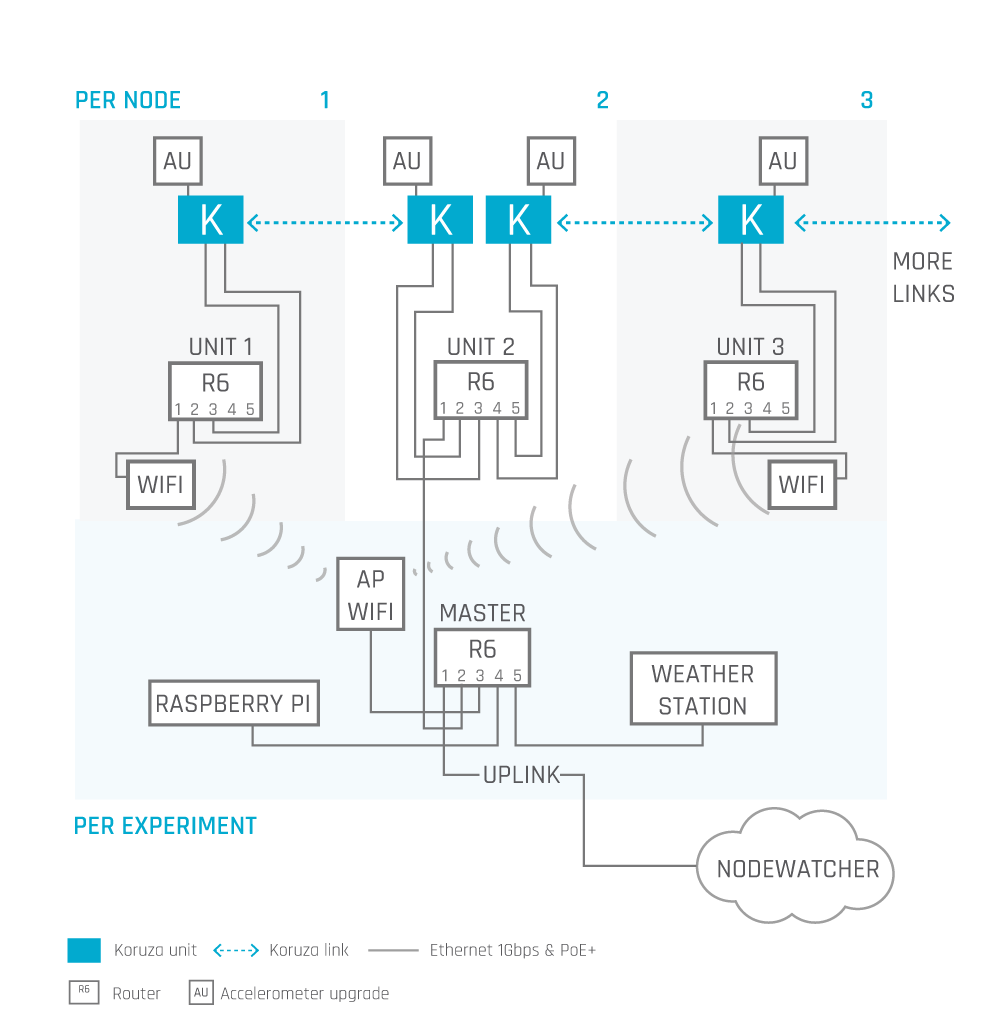 PER NODE 1 2 3
AU AU AU AU
K K K K
MORE
LINKS
UNIT 1 UNIT 2 UNIT 3
R6 R6 R6
1 2 3 4 5 1 2 3 4 5 1 2 3 4 5
WIFI WIFI
AP
WIFI
MASTER
R6
1 2 3 4 5
RASPBERRY PI
WEATHER
STATION
UPLINK
PER EXPERIMENT
NODEWATCHER
Koruza unit Koruza link Ethernet 1Gbps & PoE+
R6 Router AU Accelerometer upgrade